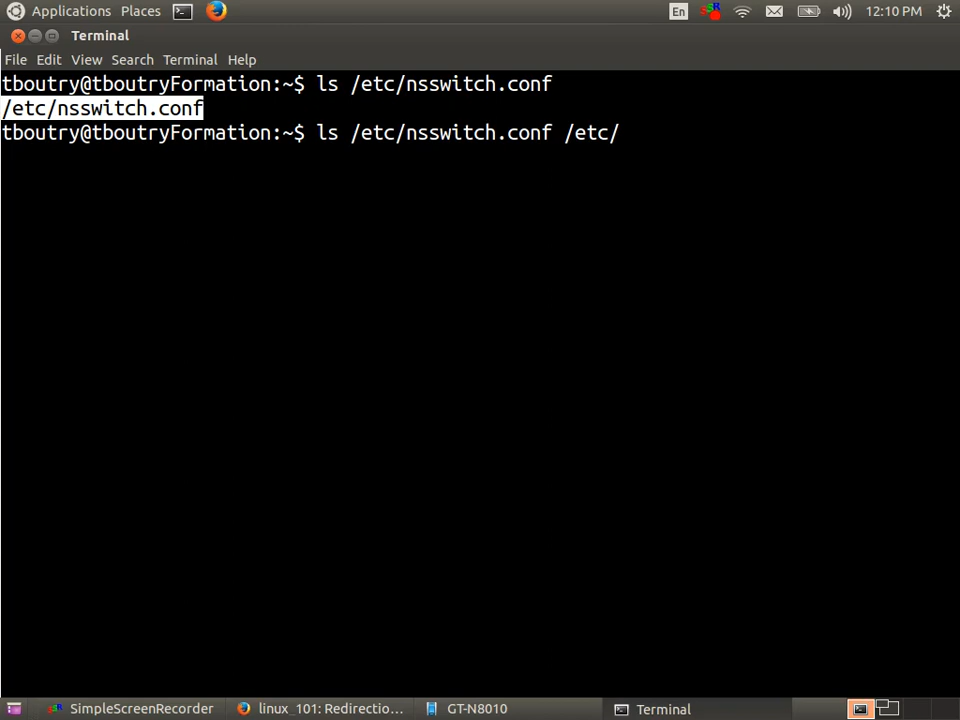 Applications Places En 12:10 PM
Terminal
File Edit View Search Terminal Help
tboutry@tboutryFormation:~$ ls /etc/nsswitch.conf
/etc/nsswitch.conf
tboutry@tboutryFormation:~$ ls /etc/nsswitch.conf /etc/
SimpleScreenRecorder linux_101: Redirectio... GT-N8010 Terminal